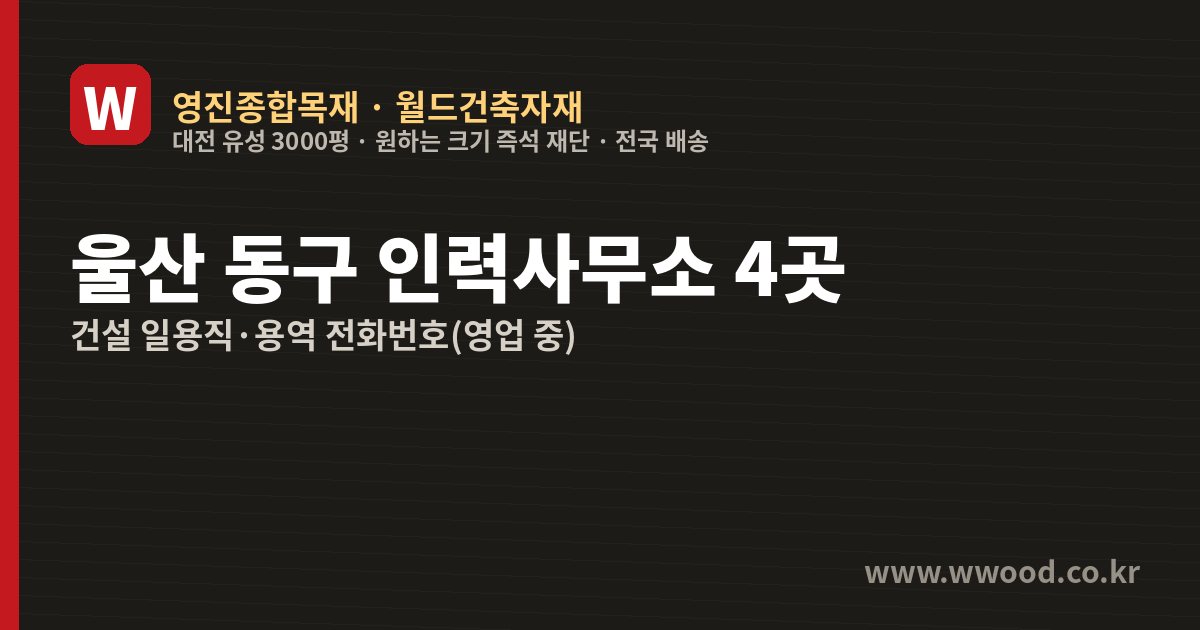 W
영진종합목재 · 월드건축자재
대전 유성 3000평 · 원하는 크기 즉석 재단 · 전국 배송
울산 동구 인력사무소 4곳
건설 일용직·용역 전화번호(영업 중)
www.wwood.co.kr